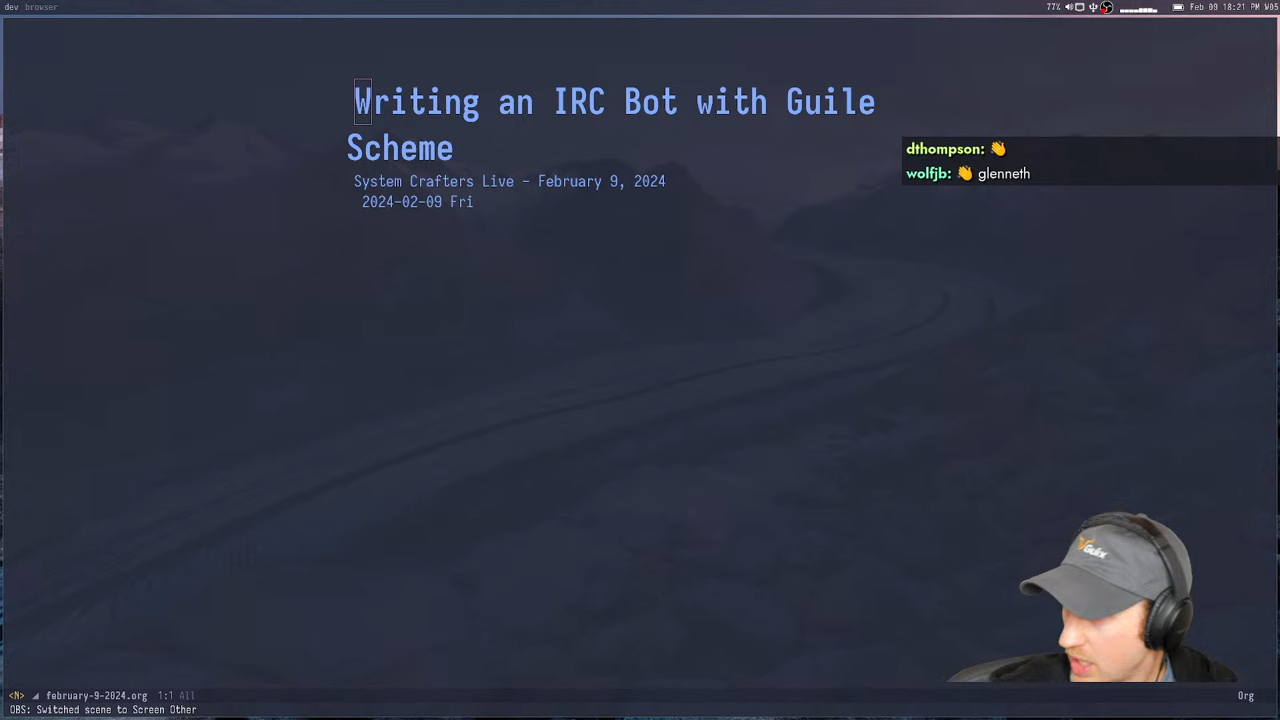 dev browser
77% Feb 09 18:21 PM W05
Writing an IRC Bot with Guile
Scheme
System Crafters Live – February 9, 2024
2024-02-09 Fri
dthompson: 👋
wolfjb: 👋 glenneth
Guix
<N> february-9-2024.org 1:1 All Org
OBS: Switched scene to Screen Other